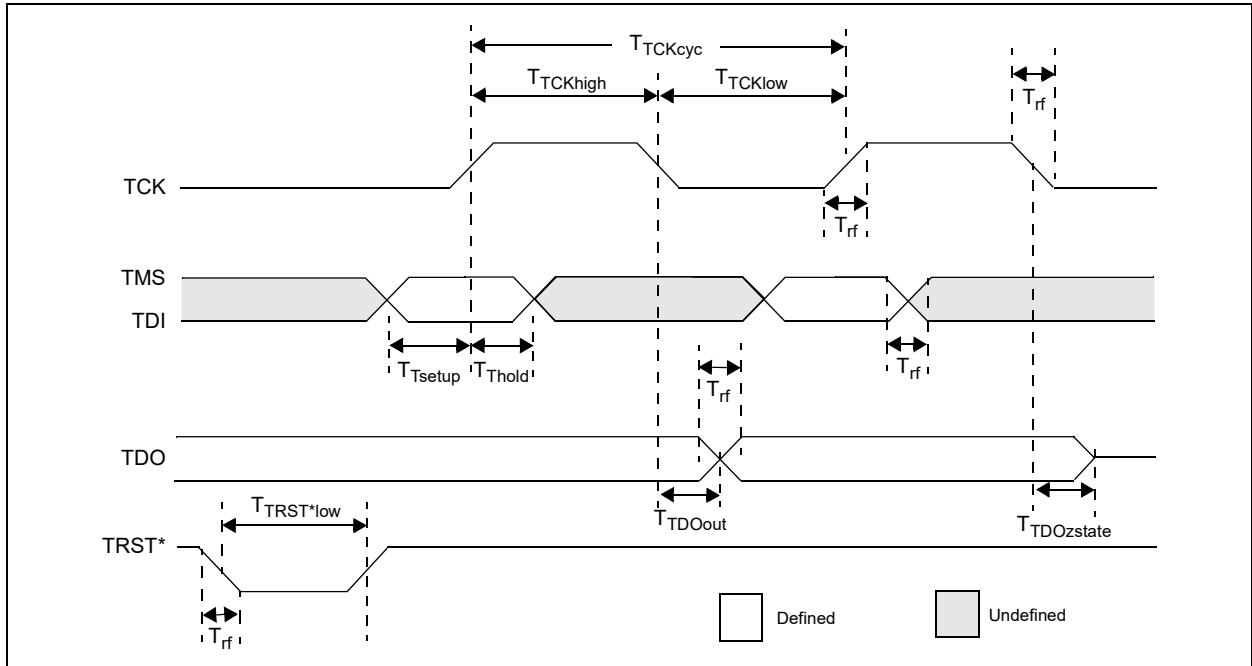 TTCKcyc
TTCKhigh
TTCKlow
Trf
TCK
Trf
TMS
TDI
TTsetup
TThold
Trf
Trf
TDO
TTDOout
TTDOzstate
TTRST*low
TRST*
Trf
Defined
Undefined